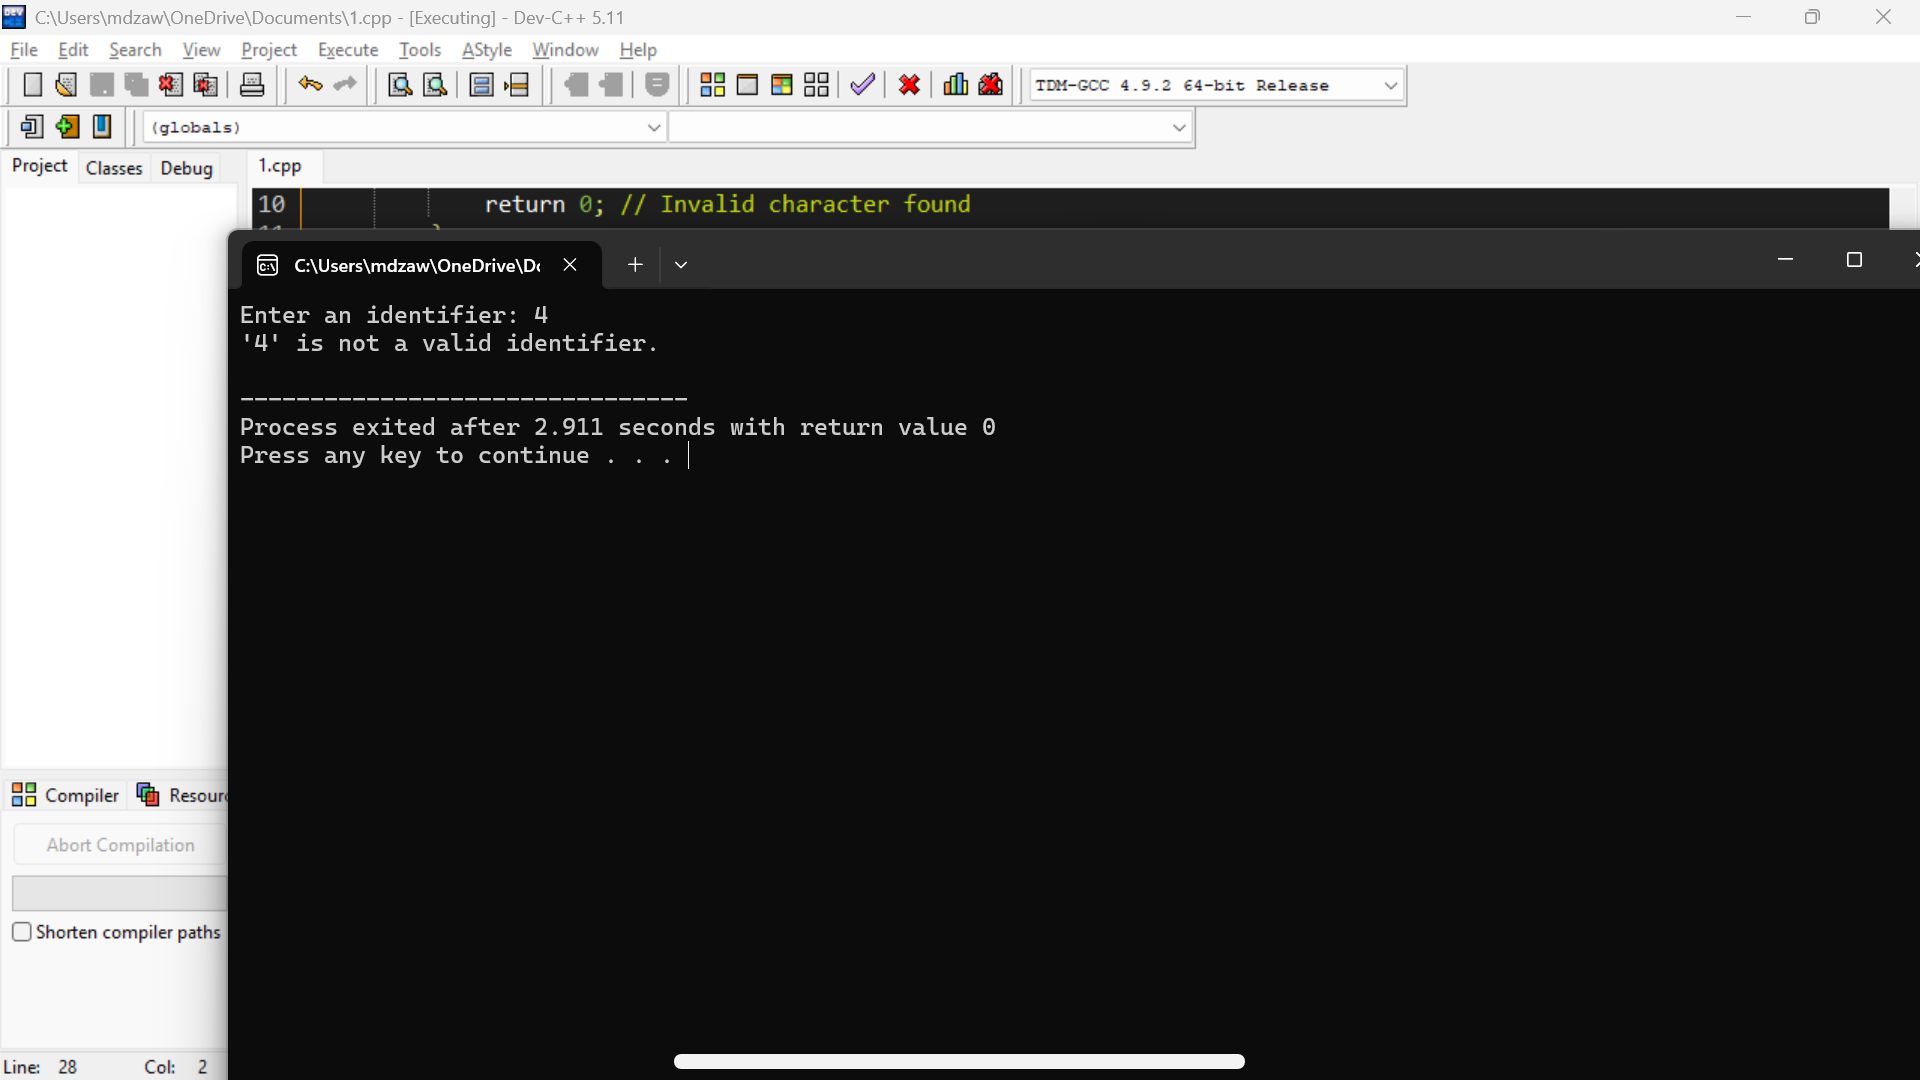 C:\Users\mdzaw\OneDrive\Documents\1.cpp - [Executing] - Dev-C++ 5.11
File Edit Search View Project Execute Tools AStyle Window Help
TDM-GCC 4.9.2 64-bit Release
(globals)
Project Classes Debug
1.cpp
10 return 0; // Invalid character found
C:\Users\mdzaw\OneDrive\Do
Enter an identifier: 4
'4' is not a valid identifier.
--------------------------------
Process exited after 2.911 seconds with return value 0
Press any key to continue . . .
Compiler Resour
Abort Compilation
Shorten compiler paths
Line: 28 Col: 2